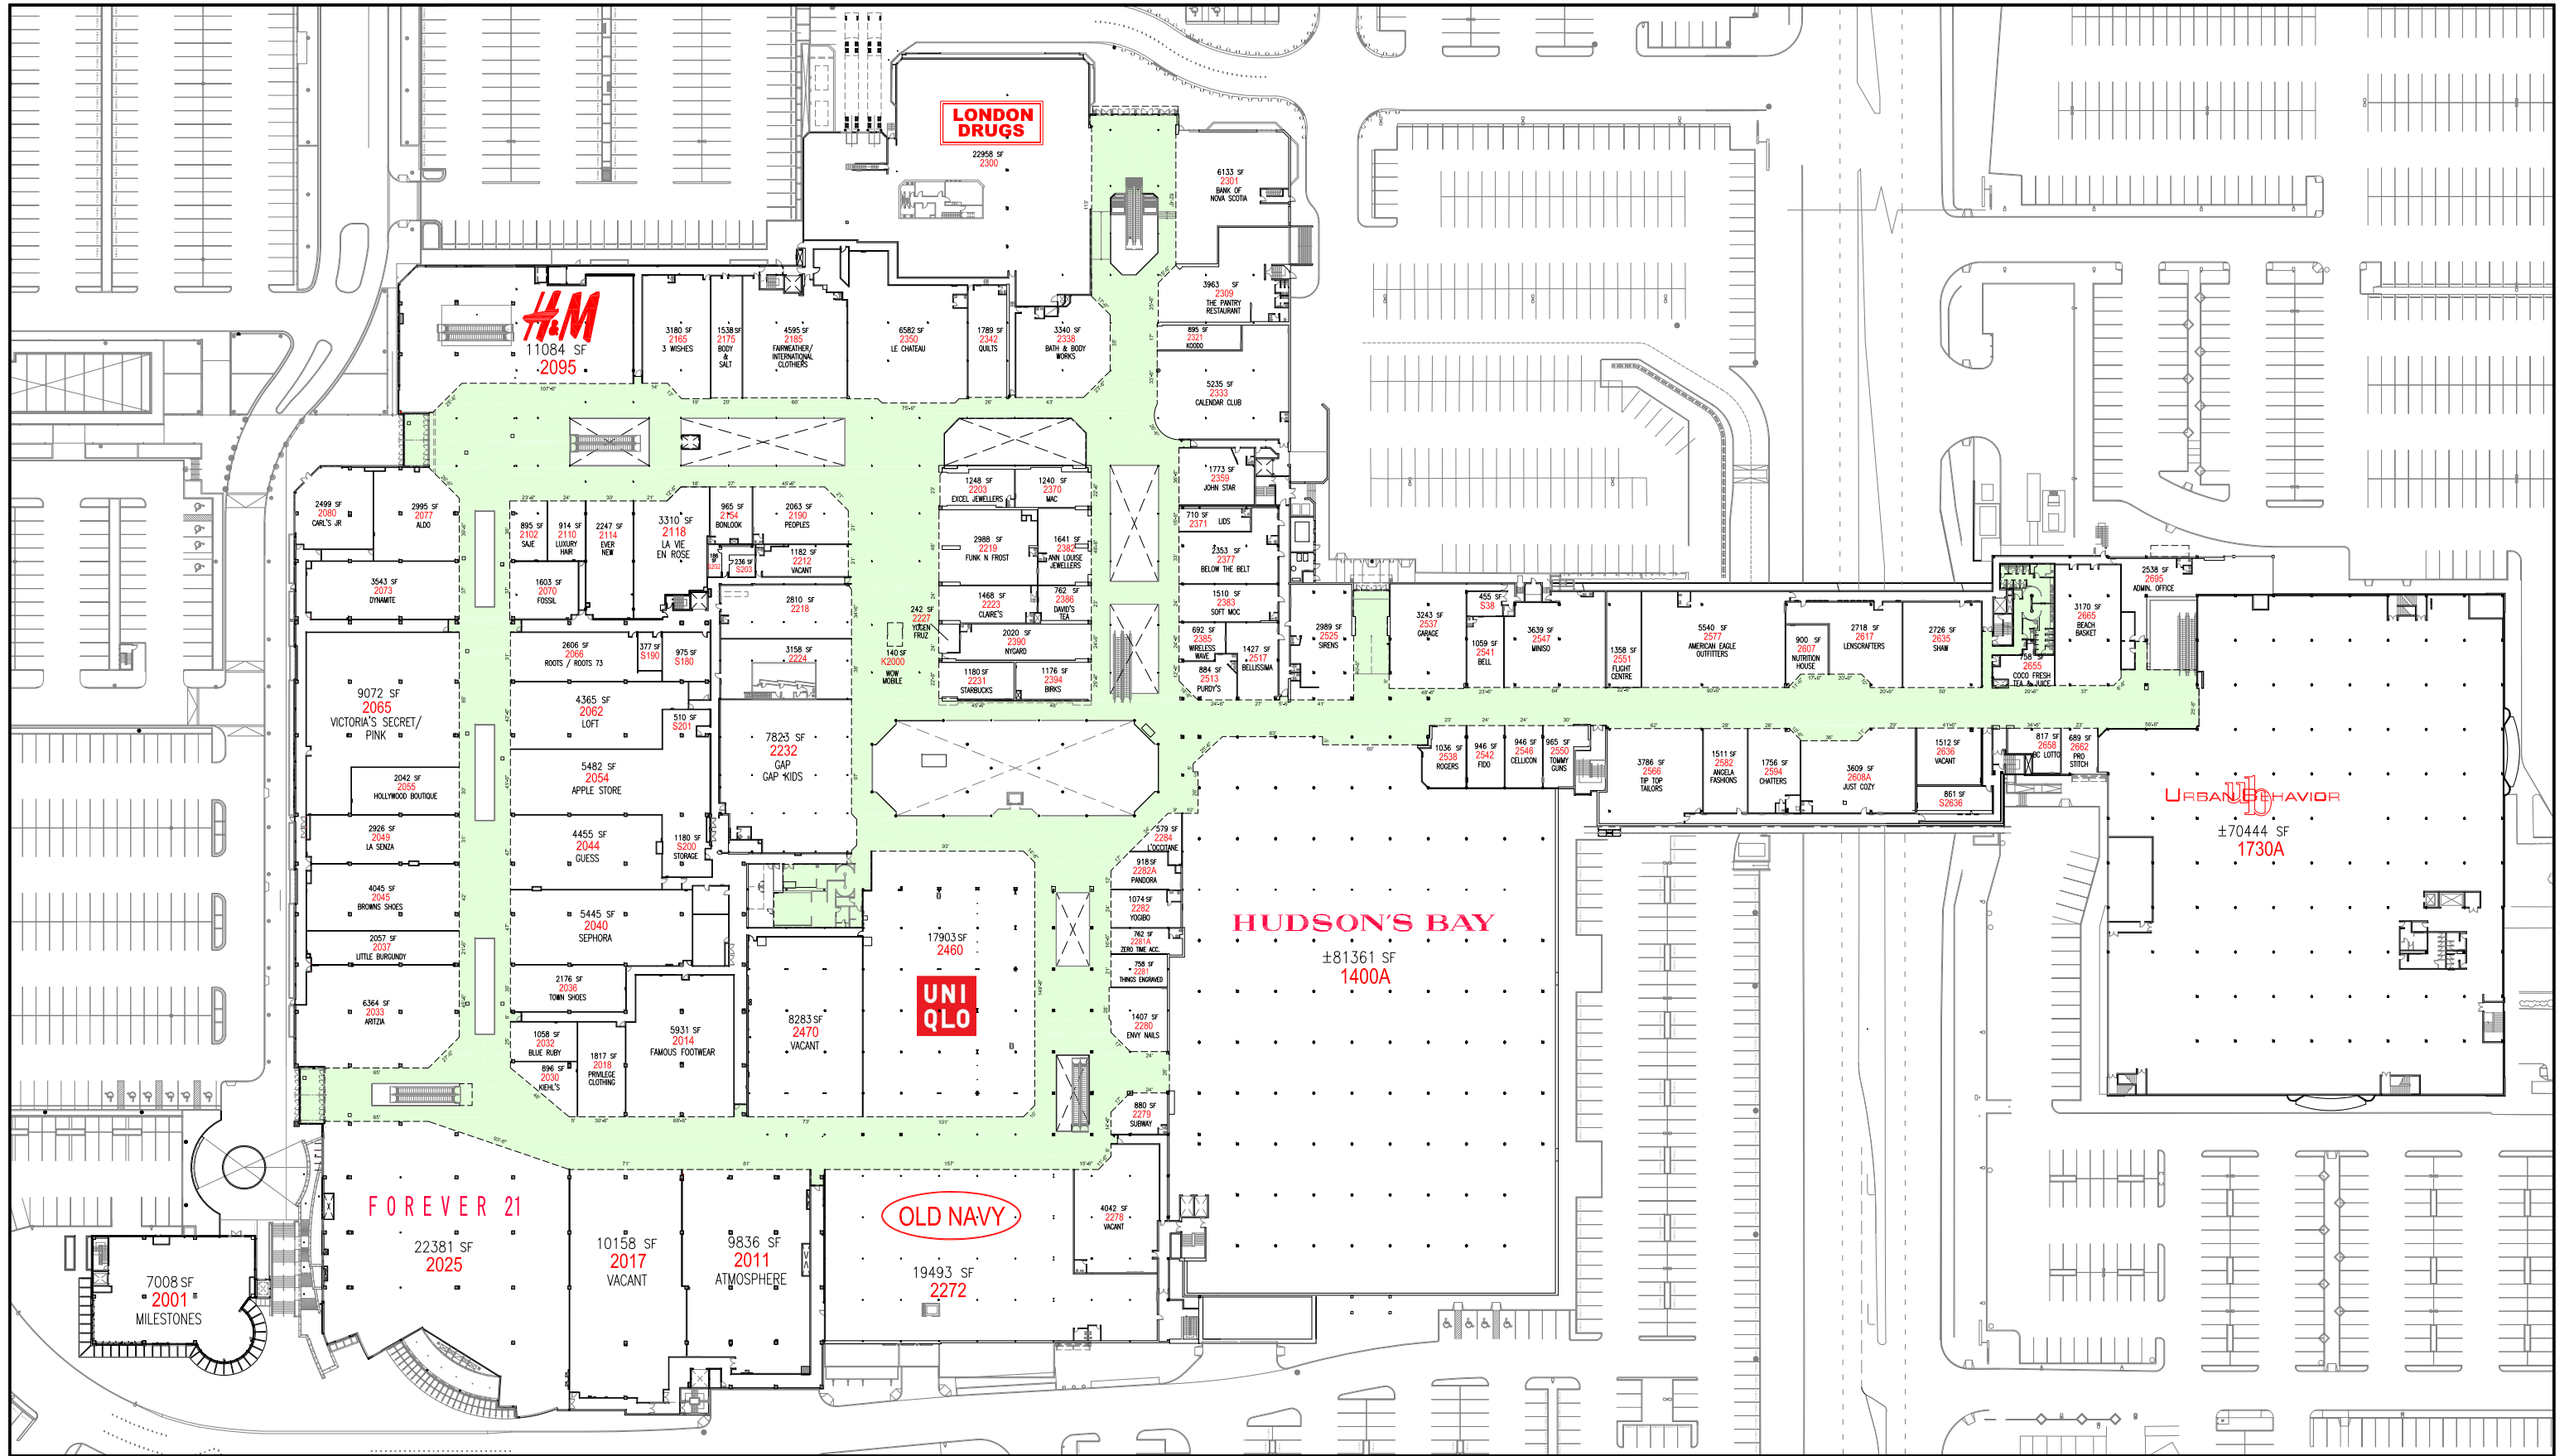 LONDON
DRUGS
22958 SF
2300
6133 SF
2301
BANK OF
NOVA SCOTIA
3963 SF
2309
THE PANTRY
RESTAURANT
895 SF
2321
KOODO
5235 SF
2333
CALENDAR CLUB
H&M
11084 SF
2095
3180 SF
2165
3 WISHES
1538 SF
2175
BODY
&
SALT
4595 SF
2185
FAIRWEATHER/
INTERNATIONAL
CLOTHIERS
6582 SF
2350
LE CHATEAU
1789 SF
2342
QUILTS
3340 SF
2338
BATH & BODY
WORKS
2499 SF
2080
CARL'S JR
2995 SF
2077
ALDO
895 SF
2102
SAJE
914 SF
2110
LUXURY
HAIR
2247 SF
2114
EVER
NEW
3310 SF
2118
LA VIE
EN ROSE
965 SF
2154
BONLOOK
2063 SF
2190
PEOPLES
S202
236 SF
S203
1182 SF
2212
VACANT
1248 SF
2203
EXCEL JEWELLERS
1240 SF
2370
MAC
1773 SF
2359
JOHN STAR
710 SF
2371
LIDS
2988 SF
2219
FUNK N FROST
1641 SF
2382
ANN LOUISE
JEWELLERS
2353 SF
2377
BELOW THE BELT
3543 SF
2073
DYNAMITE
1603 SF
2070
FOSSIL
2810 SF
2218
242 SF
2227
YOGEN
FRUZ
1468 SF
2223
CLAIRE'S
762 SF
2386
DAVID'S
TEA
1510 SF
2383
SOFT MOC
2020 SF
2390
NYGARD
692 SF
2385
WIRELESS
WAVE
1427 SF
2517
BELLISSIMA
2606 SF
2066
ROOTS / ROOTS 73
377 SF
S190
975 SF
S180
3158 SF
2224
140 SF
K2000
WOW
MOBILE
1180 SF
2231
STARBUCKS
1176 SF
2394
BIRKS
884 SF
2513
PURDY'S
2989 SF
2525
SIRENS
3243 SF
2537
GARAGE
455 SF
S38
1059 SF
2541
BELL
3639 SF
2547
MINISO
1358 SF
2551
FLIGHT
CENTRE
5540 SF
2577
AMERICAN EAGLE
OUTFITTERS
900 SF
2607
NUTRITION
HOUSE
2718 SF
2617
LENSCRAFTERS
2726 SF
2635
SHAW
758 SF
2655
COCO FRESH
TEA & JUICE
3170 SF
2665
BEACH
BASKET
2538 SF
2695
ADMIN. OFFICE
9072 SF
2065
VICTORIA'S SECRET/
PINK
4365 SF
2062
LOFT
510 SF
S201
7823 SF
2232
GAP
GAP KIDS
2042 SF
2055
HOLLYWOOD BOUTIQUE
5482 SF
2054
APPLE STORE
1036 SF
2538
ROGERS
946 SF
2542
FIDO
946 SF
2546
CELLICON
965 SF
2550
TOMMY
GUNS
3786 SF
2566
TIP TOP
TAILORS
1511 SF
2582
ANGELA
FASHIONS
1756 SF
2594
CHATTERS
3609 SF
2608A
JUST COZY
1512 SF
2636
VACANT
861 SF
S2636
817 SF
2658
BC LOTTO
689 SF
2662
PRO
STITCH
URBAN BEHAVIOR
ub
±70444 SF
1730A
2926 SF
2049
LA SENZA
4455 SF
2044
GUESS
1180 SF
S200
STORAGE
579 SF
2284
L'OCCITANE
918 SF
2282A
PANDORA
4045 SF
2045
BROWNS SHOES
5445 SF
2040
SEPHORA
1074 SF
2282
YOGIBO
762 SF
2281A
ZERO TIME ACC.
758 SF
2281
THINGS ENGRAVED
HUDSON'S BAY
±81361 SF
1400A
2057 SF
2037
LITTLE BURGUNDY
17903 SF
2460
UNI
QLO
2176 SF
2036
TOWN SHOES
6364 SF
2033
ARITZIA
8283 SF
2470
VACANT
1407 SF
2280
ENVY NAILS
1058 SF
2032
BLUE RUBY
1817 SF
2018
PRIVILEGE
CLOTHING
5931 SF
2014
FAMOUS FOOTWEAR
896 SF
2030
KIEHL'S
880 SF
2279
SUBWAY
FOREVER 21
22381 SF
2025
10158 SF
2017
VACANT
9836 SF
2011
ATMOSPHERE
OLD NAVY
19493 SF
2272
4042 SF
2278
VACANT
7008 SF
2001
MILESTONES